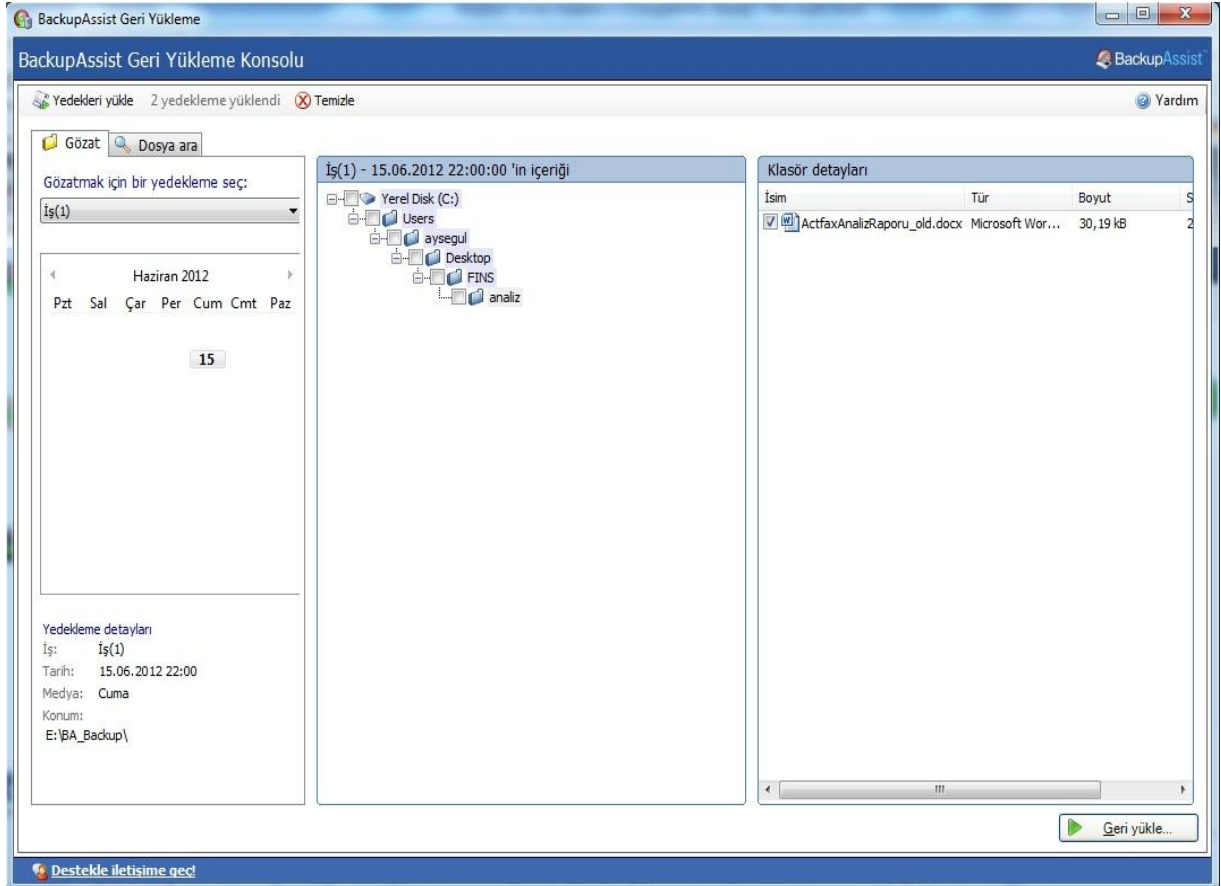 BackupAssist Geri Yükleme
BackupAssist Geri Yükleme Konsolu
BackupAssist
Yedekleri yükle 2 yedekleme yüklendi Temizle
Yardım
Gözat Dosya ara
Gözatmak için bir yedekleme seç:
İş(1)
Haziran 2012
Pzt Sal Çar Per Cum Cmt Paz
15
Yedekleme detayları
İş: İş(1)
Tarih: 15.06.2012 22:00
Medya: Cuma
Konum:
E:\BA_Backup\
İş(1) - 15.06.2012 22:00:00 'in içeriği
Yerel Disk (C:)
Users
aysegul
Desktop
FINS
analiz
Klasör detayları
İsim Tür Boyut S
ActfaxAnalizRaporu_old.docx Microsoft Wor... 30,19 kB 2
Geri yükle...
Destekle iletişime geç!